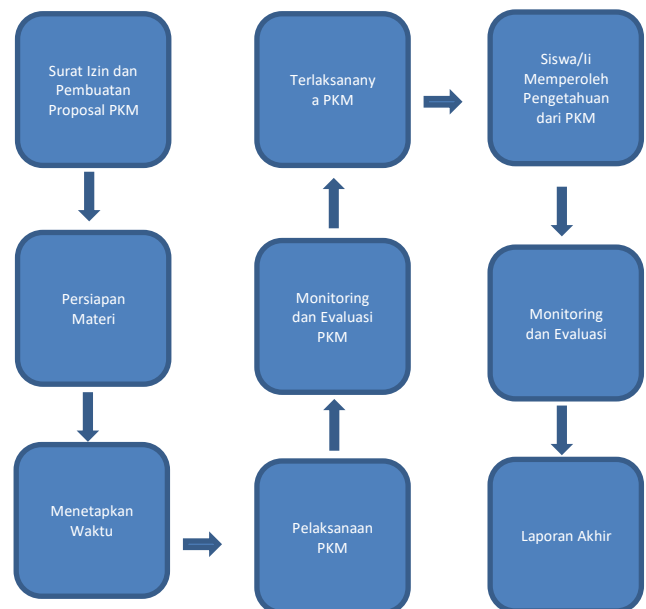 Surat Izin dan
Pembuatan
Proposal PKM
Persiapan
Materi
Menetapkan
Waktu
Pelaksanaan
PKM
Monitoring
dan Evaluasi
PKM
Terlaksanany
a PKM
Siswa/Ii
Memperoleh
Pengetahuan
dari PKM
Monitoring
dan Evaluasi
Laporan Akhir